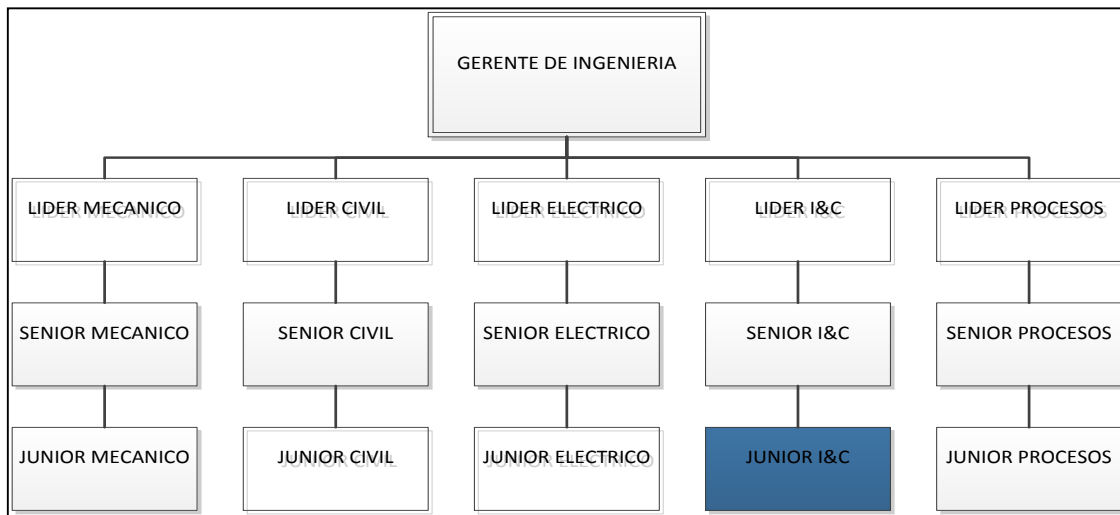 GERENTE DE INGENIERIA
LIDER MECANICO
LIDER CIVIL
LIDER ELECTRICO
LIDER I&C
LIDER PROCESOS
SENIOR MECANICO
SENIOR CIVIL
SENIOR ELECTRICO
SENIOR I&C
SENIOR PROCESOS
JUNIOR MECANICO
JUNIOR CIVIL
JUNIOR ELECTRICO
JUNIOR I&C
JUNIOR PROCESOS